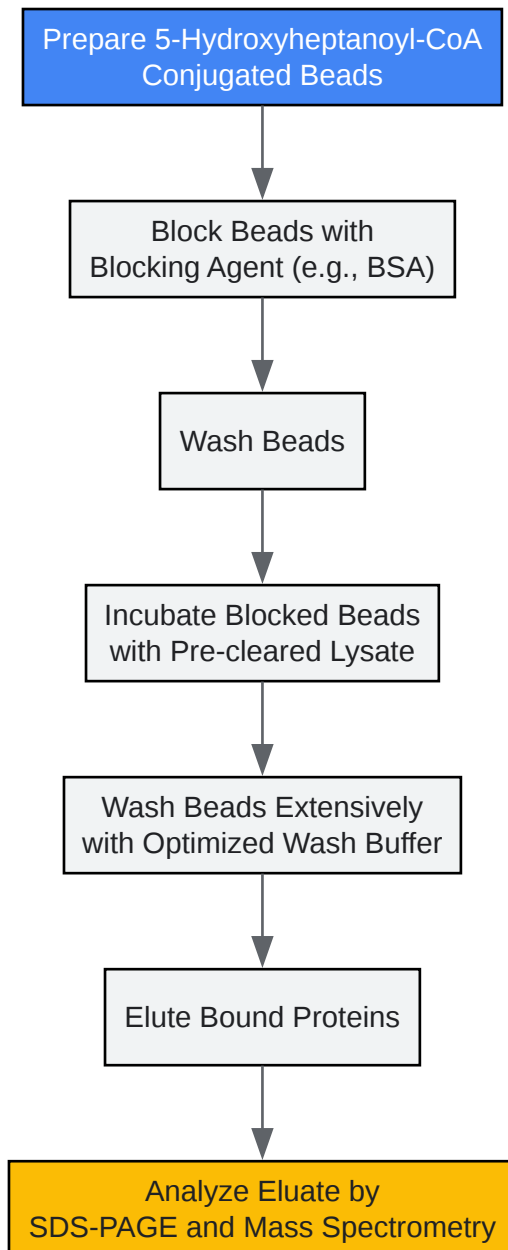 Prepare 5-Hydroxyheptanoyl-CoA
Conjugated Beads
Block Beads with
Blocking Agent (e.g., BSA)
Wash Beads
Incubate Blocked Beads
with Pre-cleared Lysate
Wash Beads Extensively
with Optimized Wash Buffer
Elute Bound Proteins
Analyze Eluate by
SDS-PAGE and Mass Spectrometry